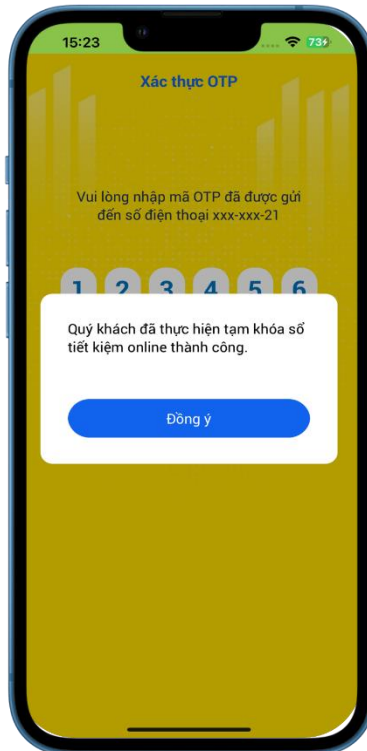 15:23
73
Xác thực OTP
Vui lòng nhập mã OTP đã được gửi
đến số điện thoại xxx-xxx-21
1 2 3 4 5 6
Quý khách đã thực hiện tạm khóa sổ
tiết kiệm online thành công.
Đồng ý